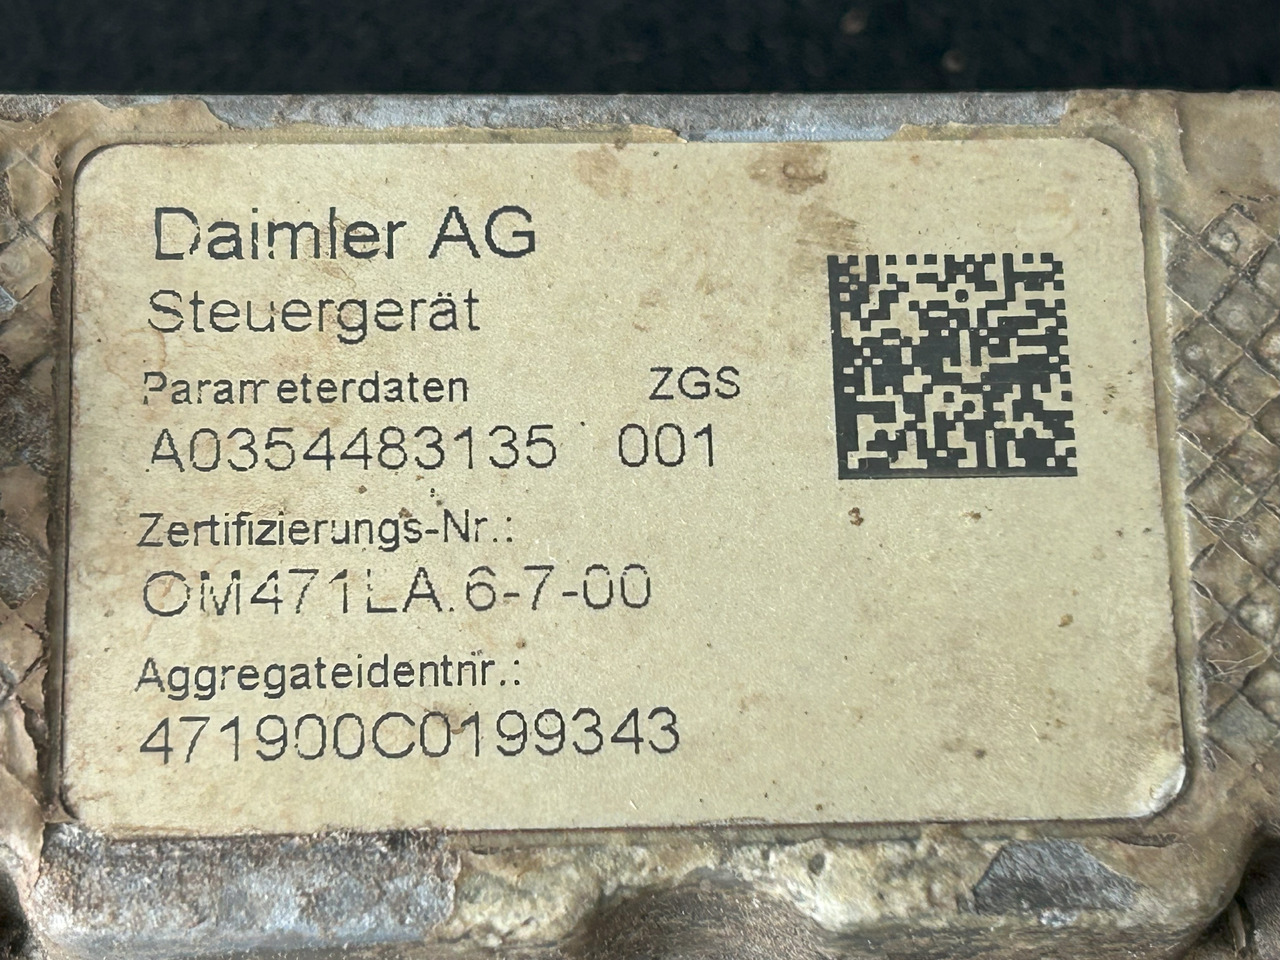 Daimler AG
Steuergerät
Parameterdaten ZGS
A0354483135 001
Zertifizierungs-Nr.:
OM471LA.6-7-00
Aggregateidentnr.:
471900C0199343